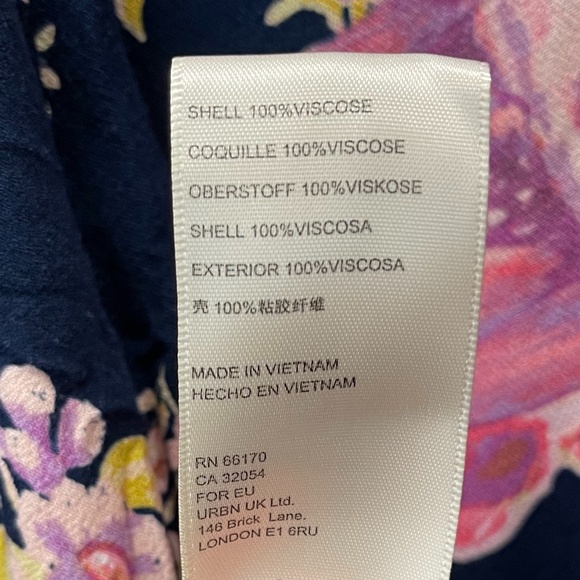 SHELL 100%VISCOSE
COQUILLE 100%VISCOSE
OBERSTOFF 100%VISKOSE
SHELL 100%VISCOSA
EXTERIOR 100%VISCOSA
壳 100%粘胶纤维
MADE IN VIETNAM
HECHO EN VIETNAM
RN 66170
CA 32054
FOR EU
URBN UK Ltd.
146 Brick Lane.
LONDON E1 6RU